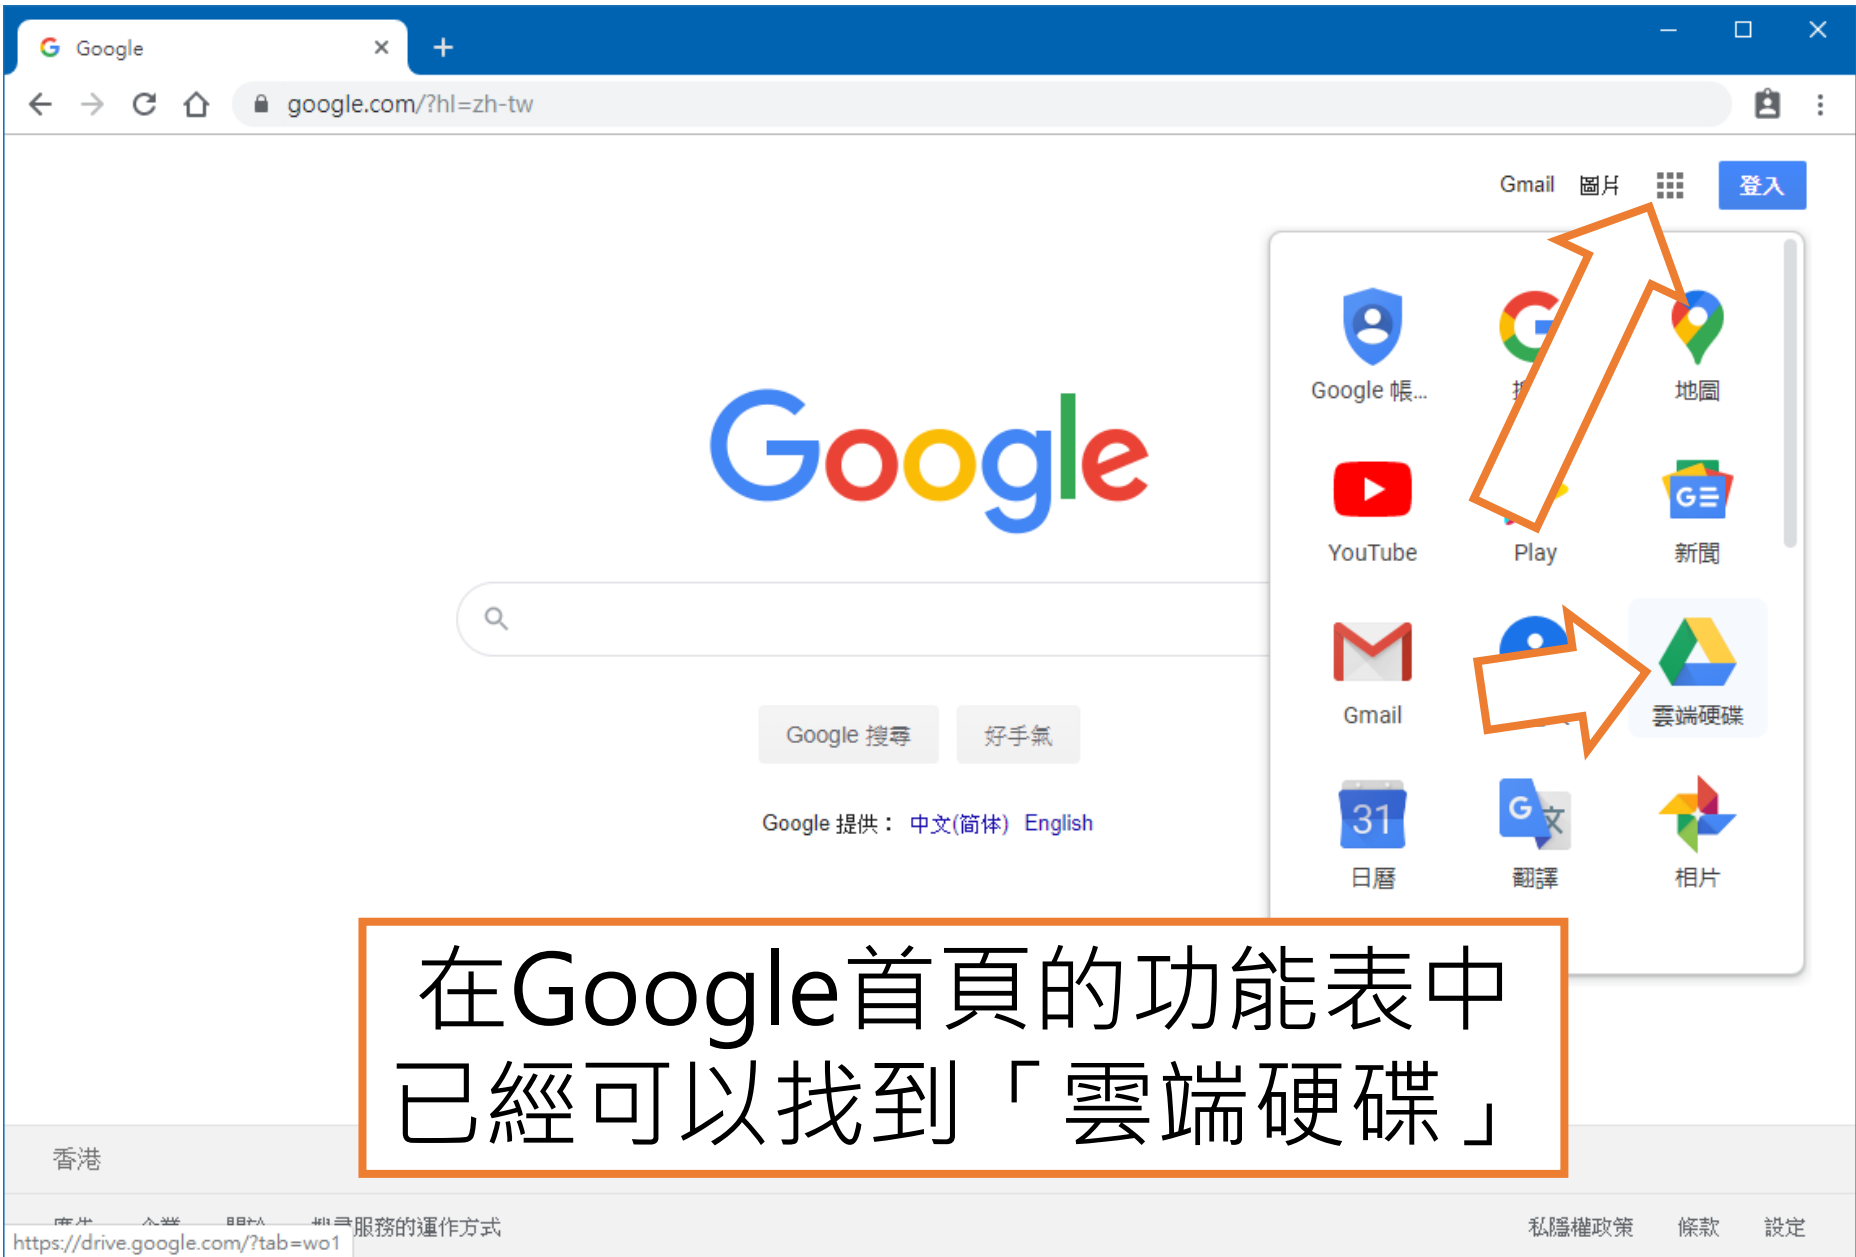 Google
google.com/?hl=zh-tw
Gmail 圖片 登入
Google
Google 帳...
地圖
YouTube Play 新聞
Gmail 雲端硬碟
31
日曆 翻譯 相片
Google 搜尋 好手氣
Google 提供： 中文(简体) English
在Google首頁的功能表中
已經可以找到「雲端硬碟」
香港
服務的運作方式 私隱權政策 條款 設定
https://drive.google.com/?tab=wo1